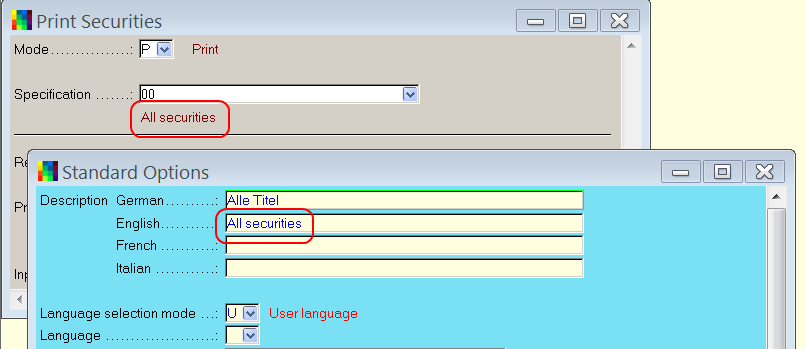 Print Securities
Mode...............: P Print
Specification .......: 00
All securities
Re
Standard Options
Description German..........: Alle Titel
English...........: All securities
Pr
French ..........:
Italian ..........:
Inp
Language selection mode ...: U User language
Language ......................: